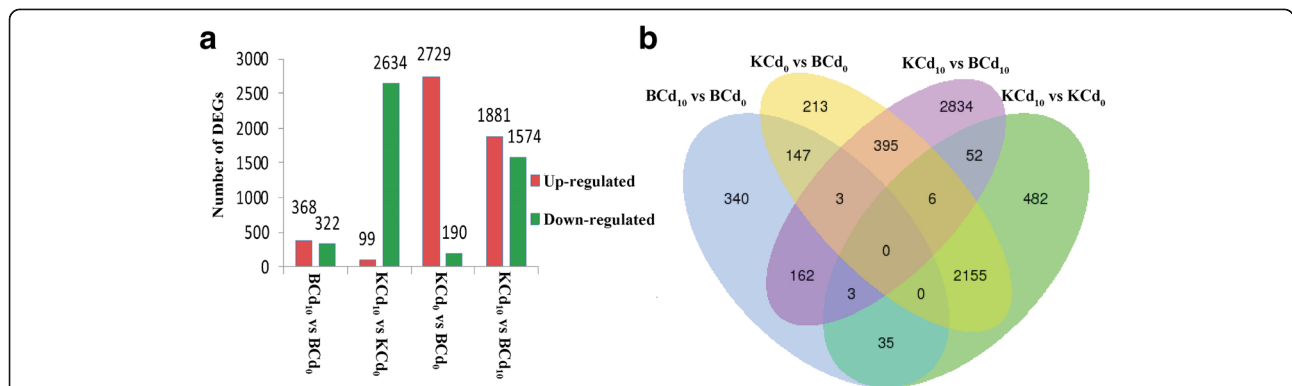 a
Number of DEGs
3000
2500
2000
1500
1000
500
0
368
322
99
2634
2729
190
1881
1574
BCd10 vs BCd0
KCd10 vs KCd0
KCd0 vs BCd0
KCd10 vs BCd10
Up-regulated
Down-regulated
b
BCd10 vs BCd0
KCd0 vs BCd0
KCd10 vs BCd10
KCd10 vs KCd0
213
2834
147
395
52
340
3
6
482
0
162
2155
3
0
35